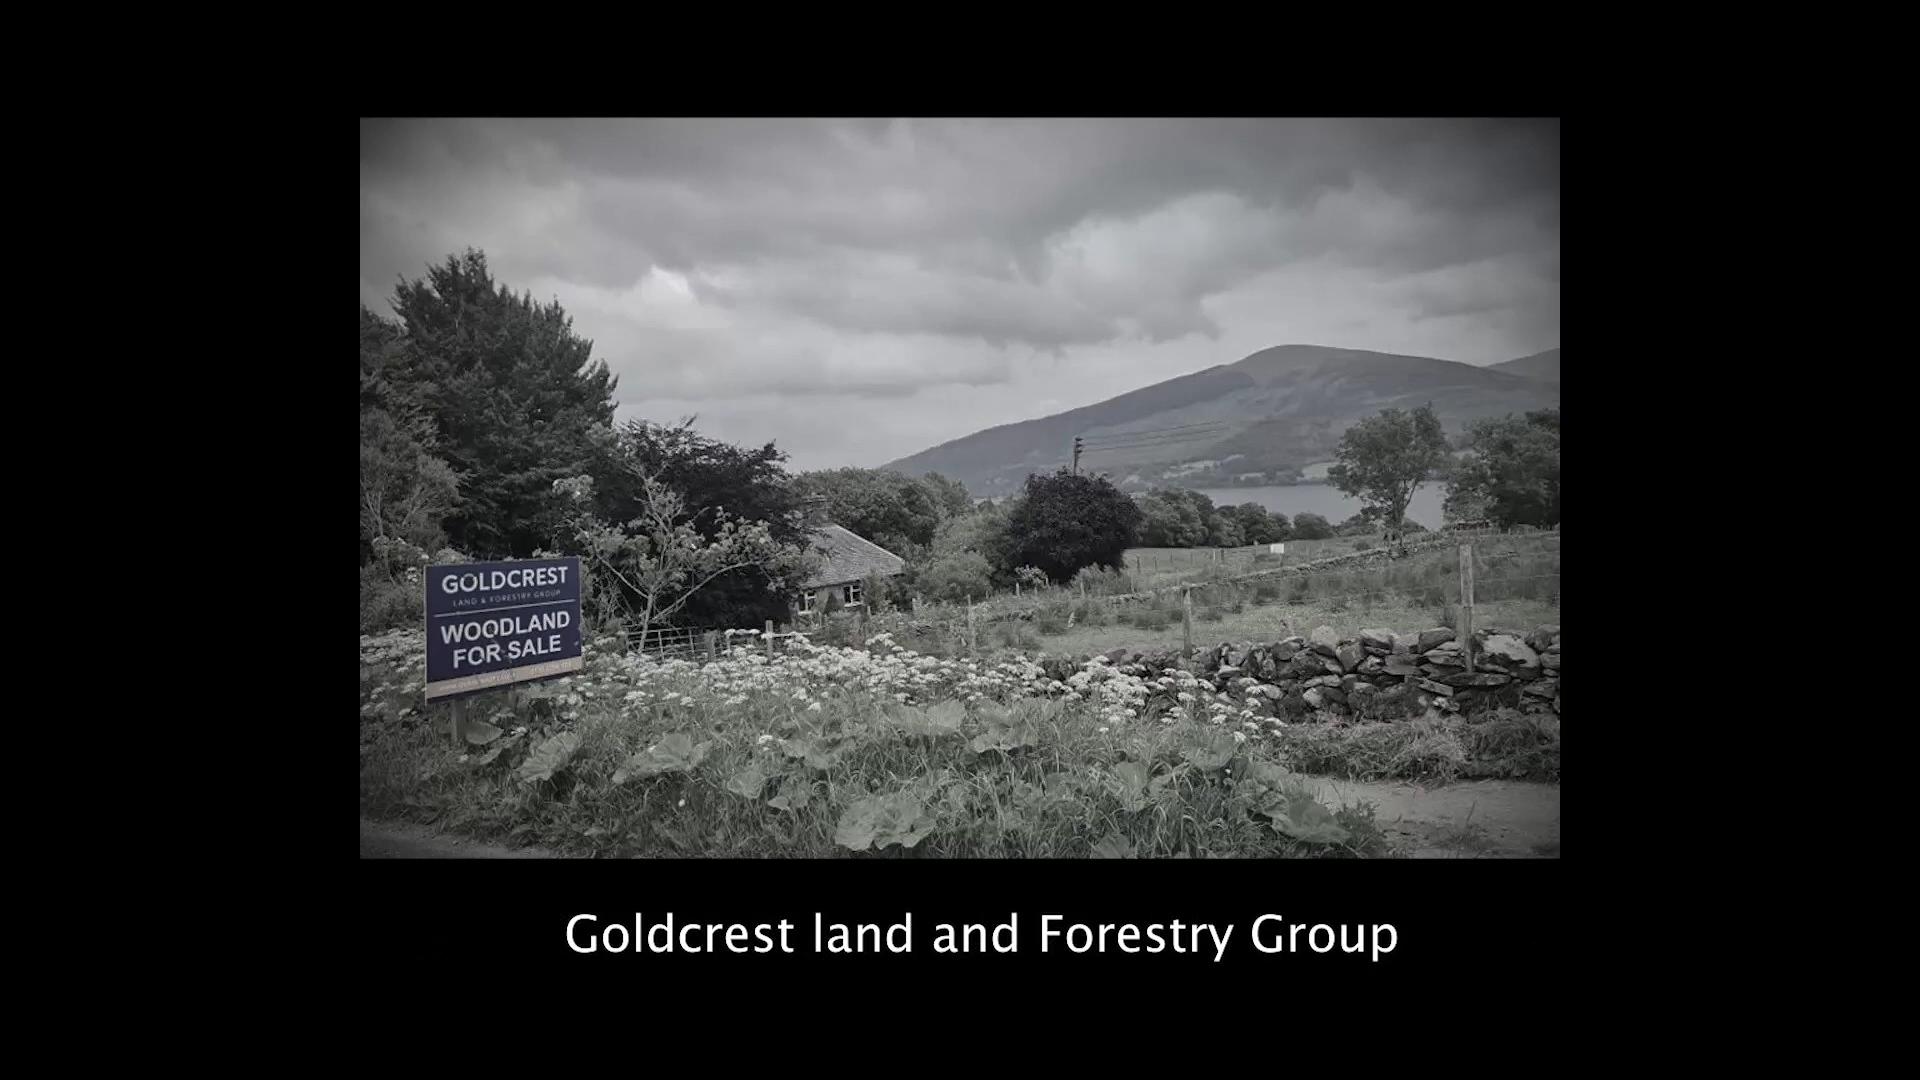 GOLDCREST
LAND & FORESTRY GROUP
WOODLAND
FOR SALE
Goldcrest land and Forestry Group